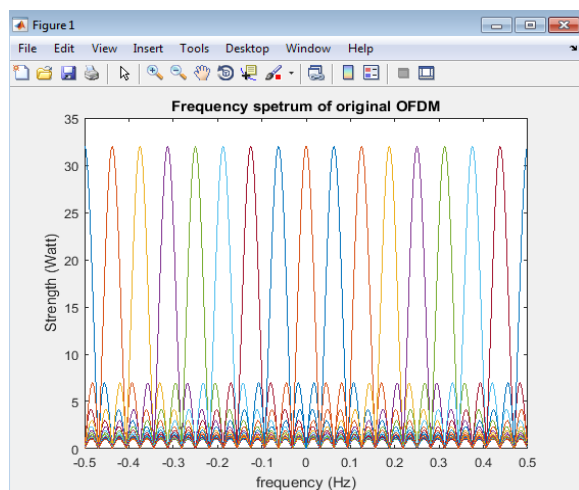 Figure 1
File Edit View Insert Tools Desktop Window Help
Frequency spetrum of original OFDM
35
30
25
20
15
10
5
0
Strength (Watt)
-0.5 -0.4 -0.3 -0.2 -0.1 0 0.1 0.2 0.3 0.4 0.5
frequency (Hz)